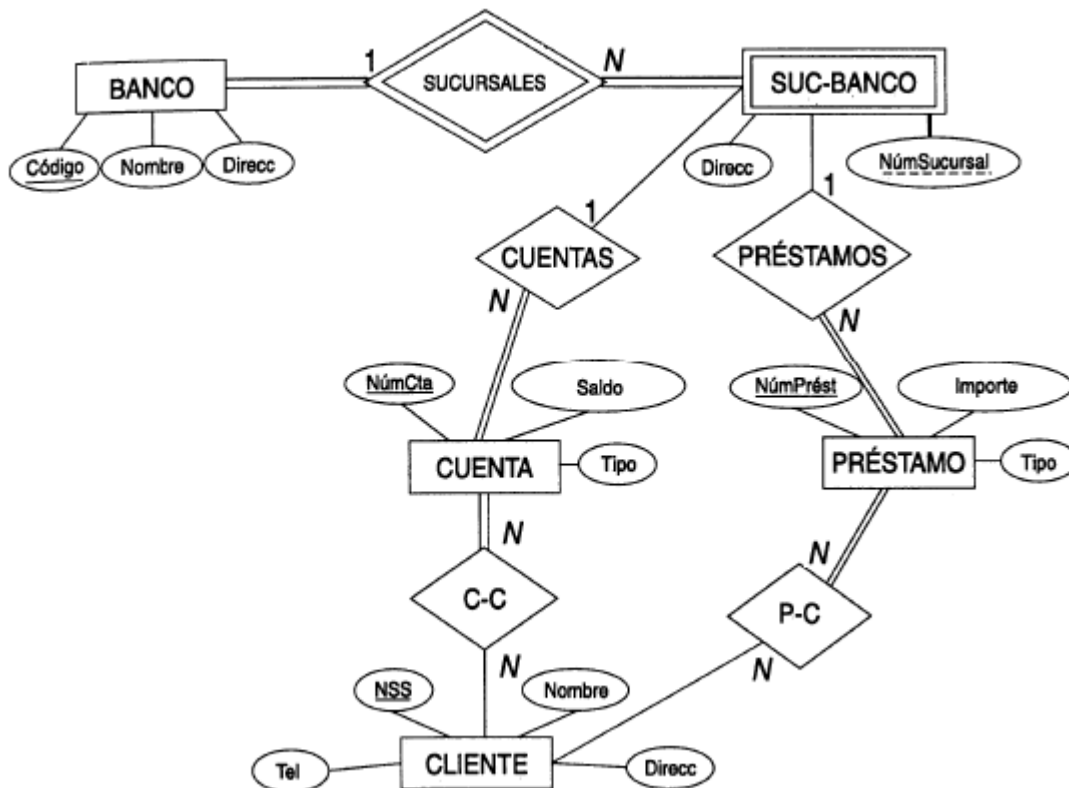 1
N
BANCO
SUCURSALES
SUC-BANCO
Código
Nombre
Direcc
Direcc
NúmSucursal
1
1
CUENTAS
PRÉSTAMOS
N
N
NúmCta
Saldo
NúmPrést
Importe
CUENTA
Tipo
PRÉSTAMO
Tipo
N
N
C-C
P-C
N
N
NSS
Nombre
Tel
CLIENTE
Direcc